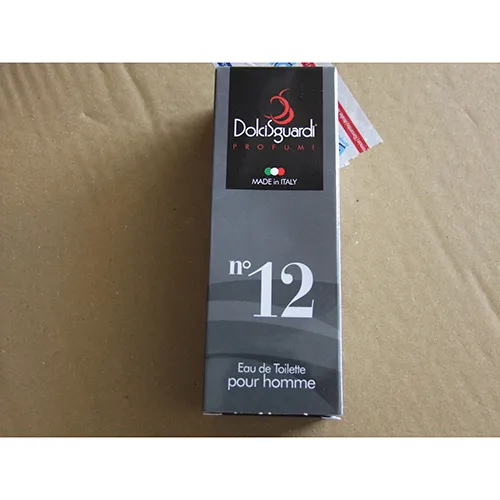 DolciSguardi
PROFUMI
MADE in ITALY
n° 12
Eau de Toilette
pour homme